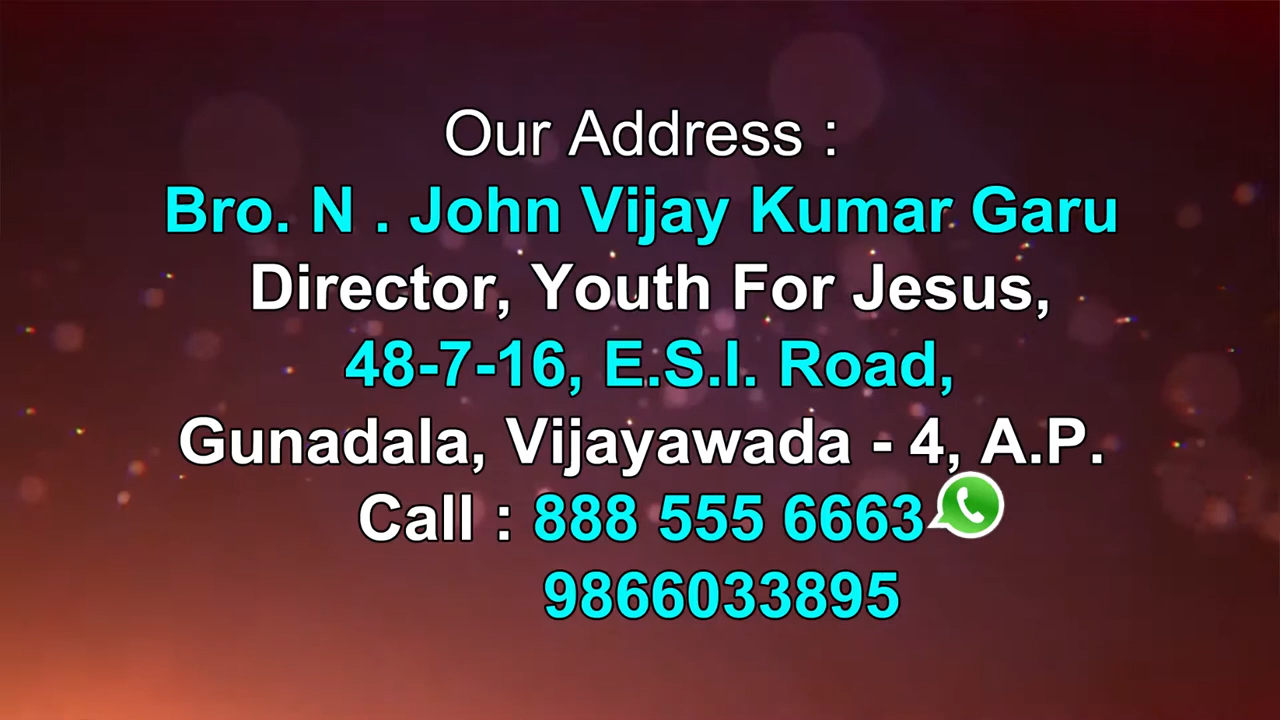 Our Address :
Bro. N . John Vijay Kumar Garu
Director, Youth For Jesus,
48-7-16, E.S.I. Road,
Gunadala, Vijayawada - 4, A.P.
Call : 888 555 6663
9866033895